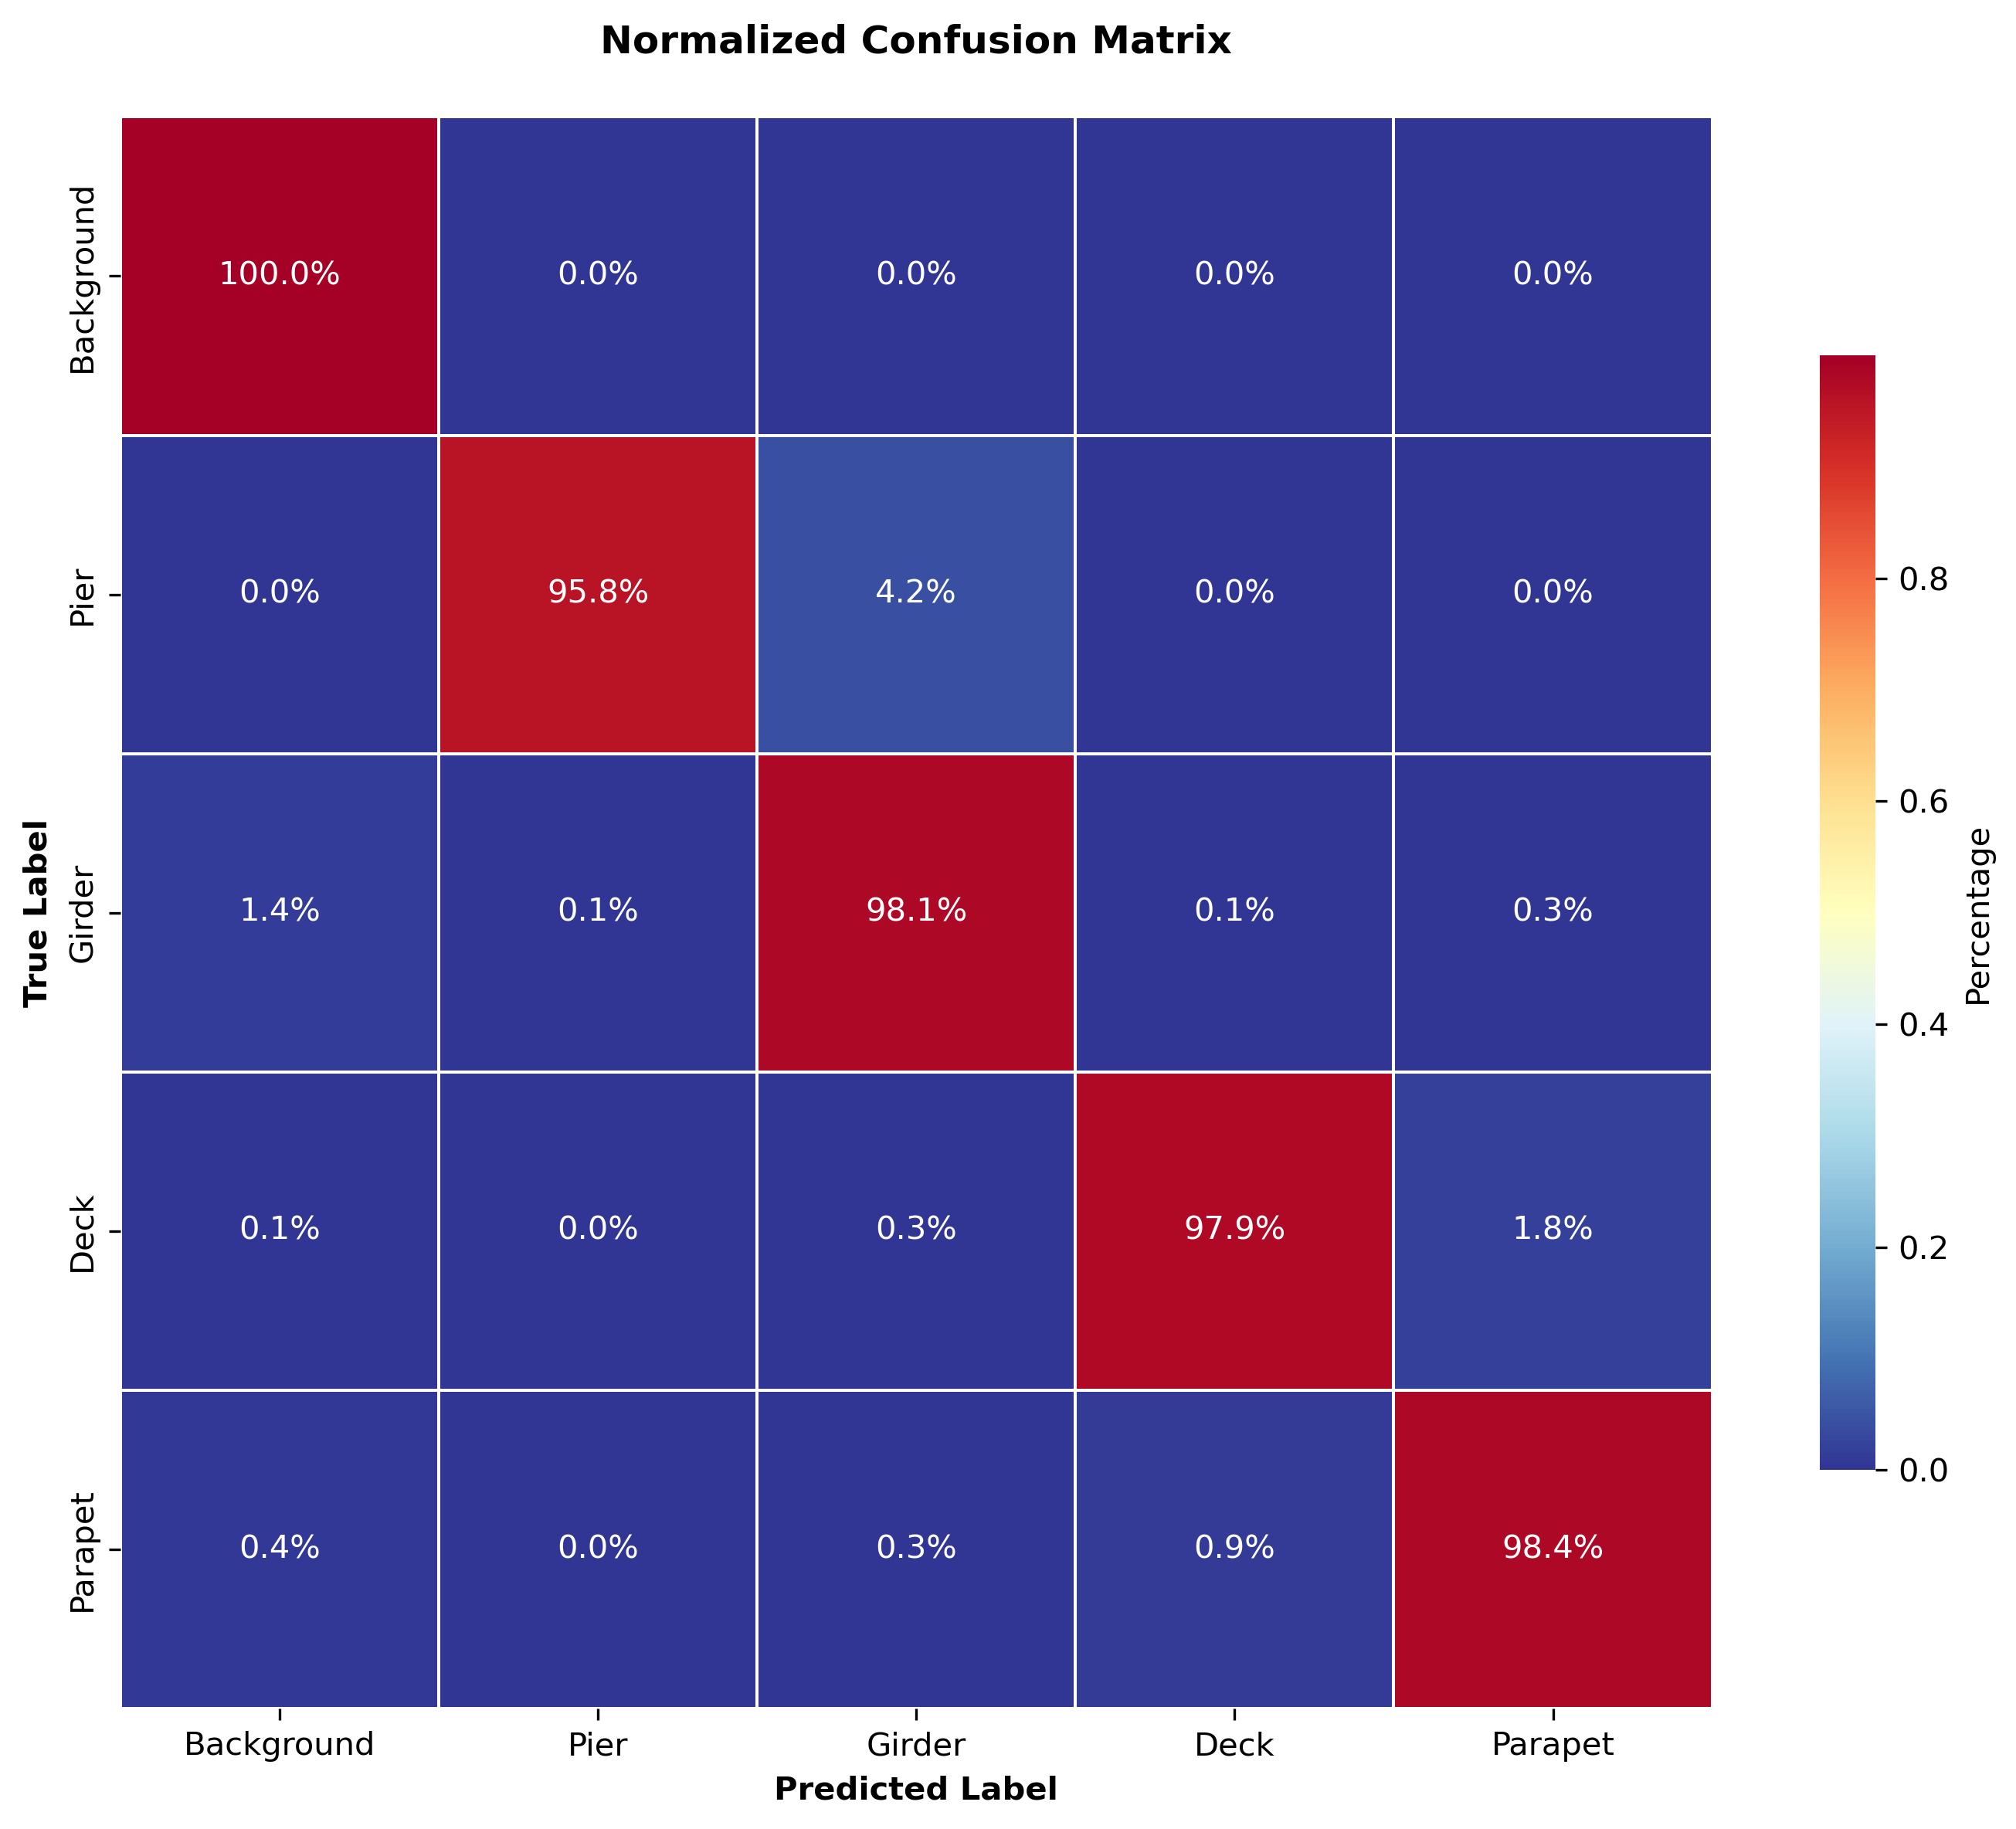 Normalized Confusion Matrix
True Label
Background
100.0% 0.0% 0.0% 0.0% 0.0%
Pier
0.0% 95.8% 4.2% 0.0% 0.0%
Girder
1.4% 0.1% 98.1% 0.1% 0.3%
Deck
0.1% 0.0% 0.3% 97.9% 1.8%
Parapet
0.4% 0.0% 0.3% 0.9% 98.4%
Background Pier Girder Deck Parapet
Predicted Label
0.8
0.6
0.4
0.2
0.0
Percentage